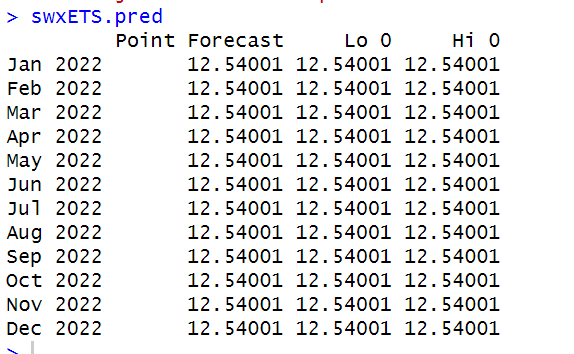 > swxETS.pred
Point Forecast Lo 0 Hi 0
Jan 2022 12.54001 12.54001 12.54001
Feb 2022 12.54001 12.54001 12.54001
Mar 2022 12.54001 12.54001 12.54001
Apr 2022 12.54001 12.54001 12.54001
May 2022 12.54001 12.54001 12.54001
Jun 2022 12.54001 12.54001 12.54001
Jul 2022 12.54001 12.54001 12.54001
Aug 2022 12.54001 12.54001 12.54001
Sep 2022 12.54001 12.54001 12.54001
Oct 2022 12.54001 12.54001 12.54001
Nov 2022 12.54001 12.54001 12.54001
Dec 2022 12.54001 12.54001 12.54001
>